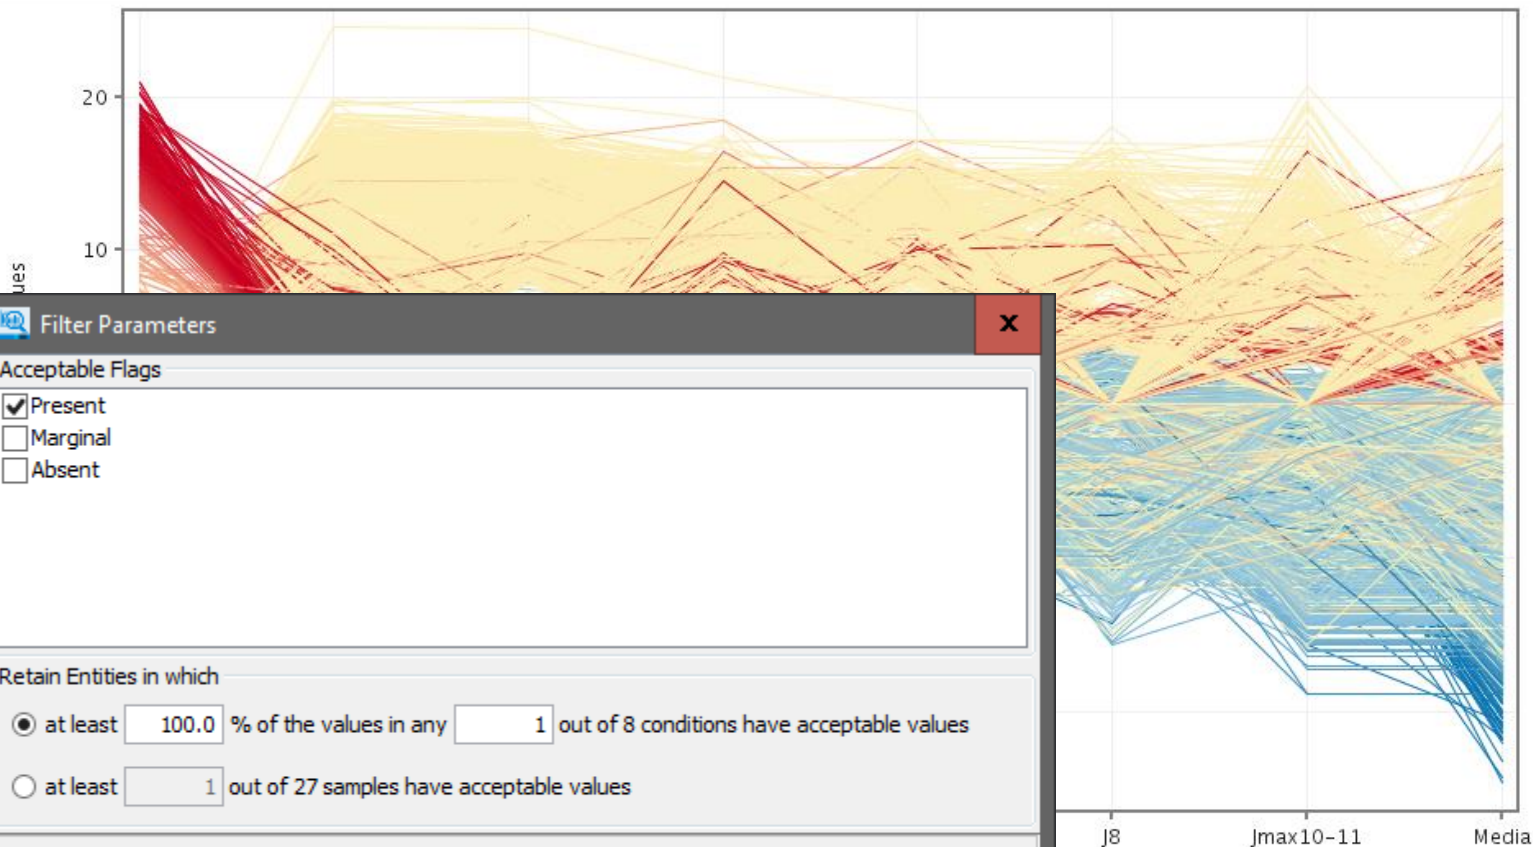 20
10
ues
Filter Parameters
x
Acceptable Flags
Present
Marginal
Absent
Retain Entities in which
at least 100.0 % of the values in any 1 out of 8 conditions have acceptable values
at least 1 out of 27 samples have acceptable values
J8 Jmax10-11 Media